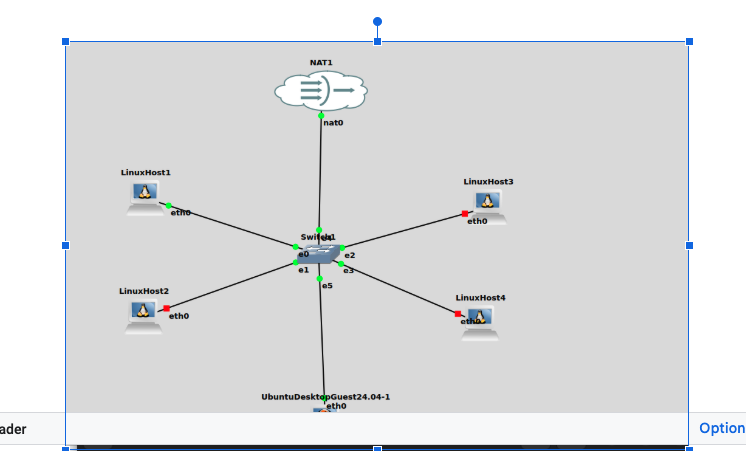 NAT1
nat0
LinuxHost1
eth0
LinuxHost3
eth0
Switch1
e4
e0
e2
e1
e3
e5
LinuxHost2
eth0
LinuxHost4
eth0
UbuntuDesktopGuest24.04-1
eth0
ader
Option